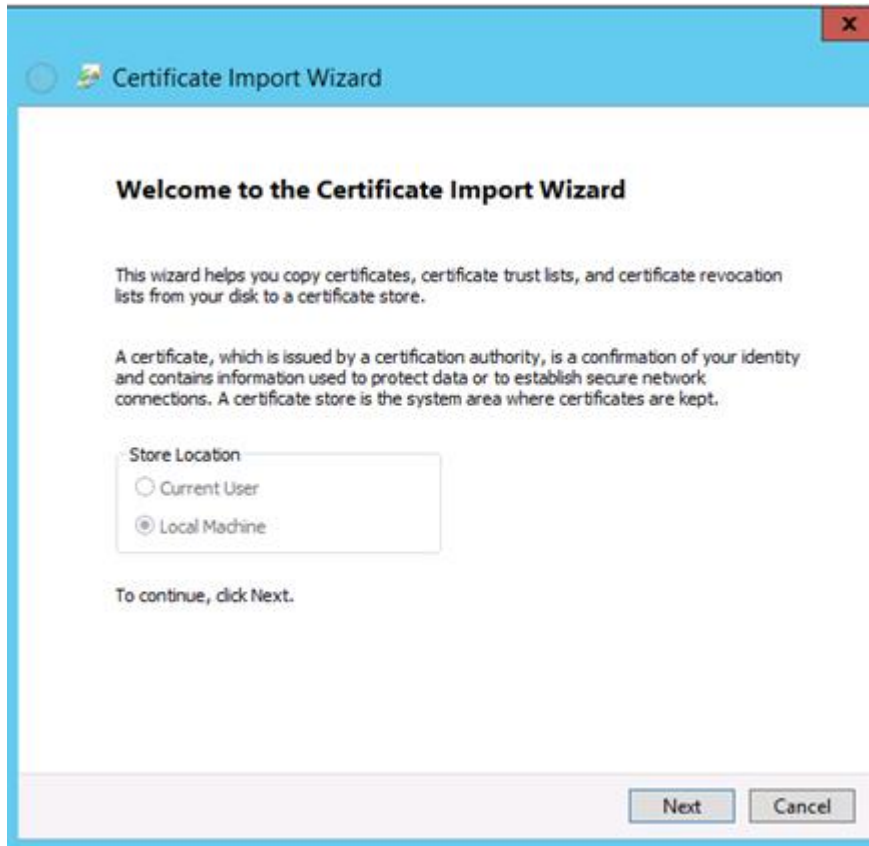 x
Certificate Import Wizard
Welcome to the Certificate Import Wizard
This wizard helps you copy certificates, certificate trust lists, and certificate revocation
lists from your disk to a certificate store.
A certificate, which is issued by a certification authority, is a confirmation of your identity
and contains information used to protect data or to establish secure network
connections. A certificate store is the system area where certificates are kept.
Store Location
Current User
Local Machine
To continue, click Next.
Next Cancel